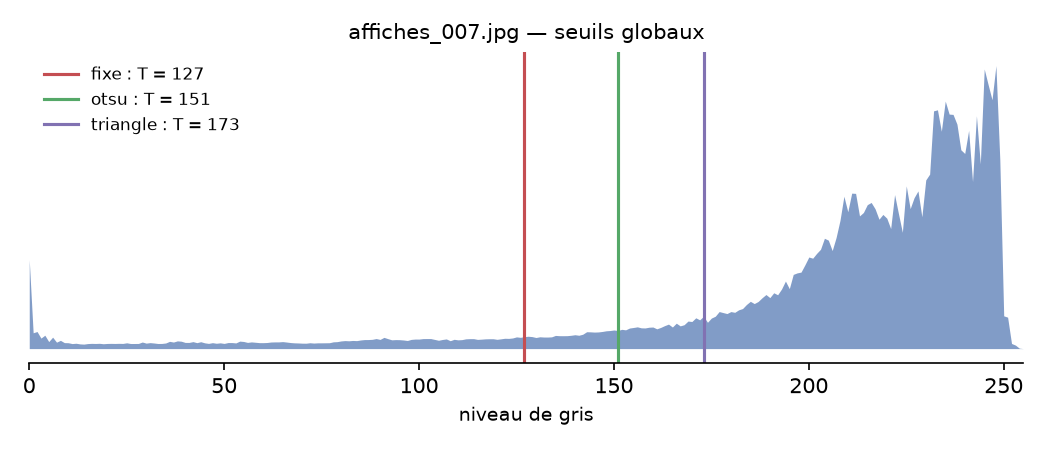 affiches_007.jpg — seuils globaux
fixe : T = 127
otsu : T = 151
triangle : T = 173
0 50 100 150 200 250
niveau de gris